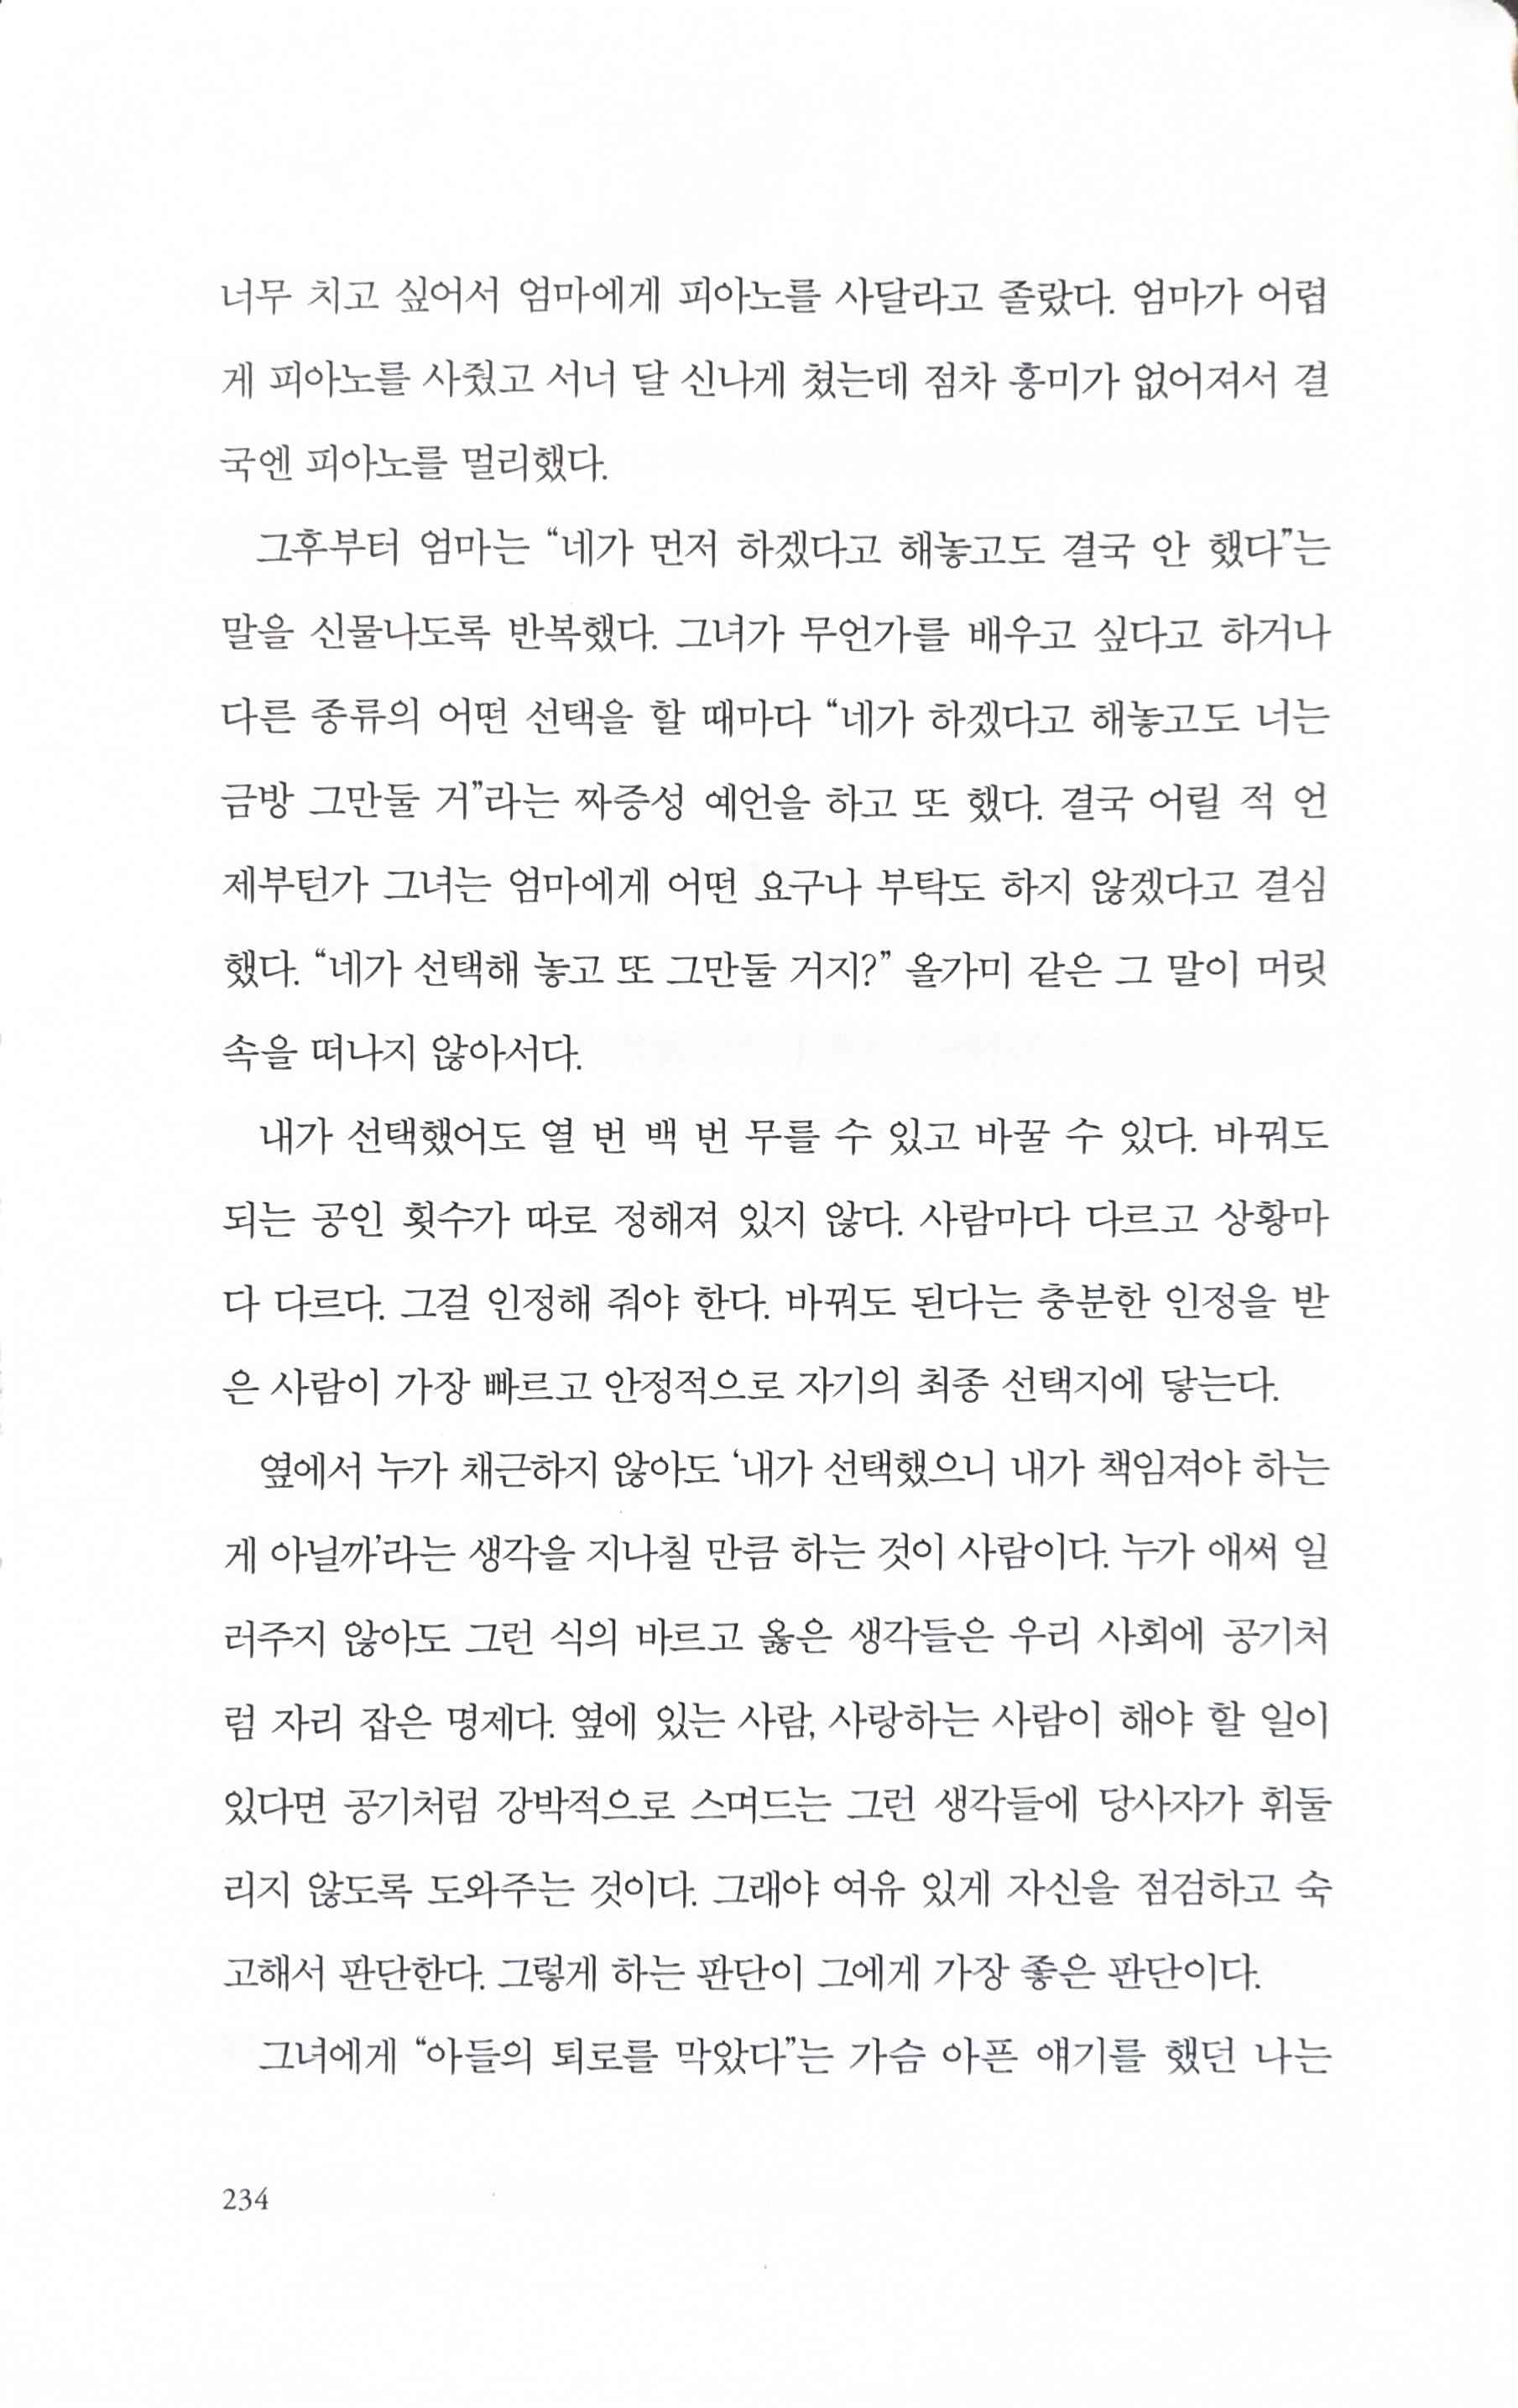 너무 치고 싶어서 엄마에게 피아노를 사달라고 졸랐다. 엄마가 어렵
게 피아노를 사줬고 서너 달 신나게 쳤는데 점차 흥미가 없어져서 결
국엔 피아노를 멀리했다.
그후부터 엄마는 “네가 먼저 하겠다고 해놓고도 결국 안 했다”는
말을 신물나도록 반복했다. 그녀가 무언가를 배우고 싶다고 하거나
다른 종류의 어떤 선택을 할 때마다 “네가 하겠다고 해놓고도 너는
금방 그만둘 거”라는 짜증성 예언을 하고 또 했다. 결국 어릴 적 언
제부턴가 그녀는 엄마에게 어떤 요구나 부탁도 하지 않겠다고 결심
했다. “네가 선택해 놓고 또 그만둘 거지?” 올가미 같은 그 말이 머릿
속을 떠나지 않아서다.
내가 선택했어도 열 번 백 번 무를 수 있고 바꿀 수 있다. 바꿔도
되는 공인 횟수가 따로 정해져 있지 않다. 사람마다 다르고 상황마
다 다르다. 그걸 인정해 줘야 한다. 바꿔도 된다는 충분한 인정을 받
은 사람이 가장 빠르고 안정적으로 자기의 최종 선택지에 닿는다.
옆에서 누가 채근하지 않아도 ‘내가 선택했으니 내가 책임져야 하는
게 아닐까’라는 생각을 지나칠 만큼 하는 것이 사람이다. 누가 애써 일
러주지 않아도 그런 식의 바르고 옳은 생각들은 우리 사회에 공기처
럼 자리 잡은 명제다. 옆에 있는 사람, 사랑하는 사람이 해야 할 일이
있다면 공기처럼 강박적으로 스며드는 그런 생각들에 당사자가 휘둘
리지 않도록 도와주는 것이다. 그래야 여유 있게 자신을 점검하고 숙
고해서 판단한다. 그렇게 하는 판단이 그에게 가장 좋은 판단이다.
그녀에게 “아들의 퇴로를 막았다”는 가슴 아픈 얘기를 했던 나는
234